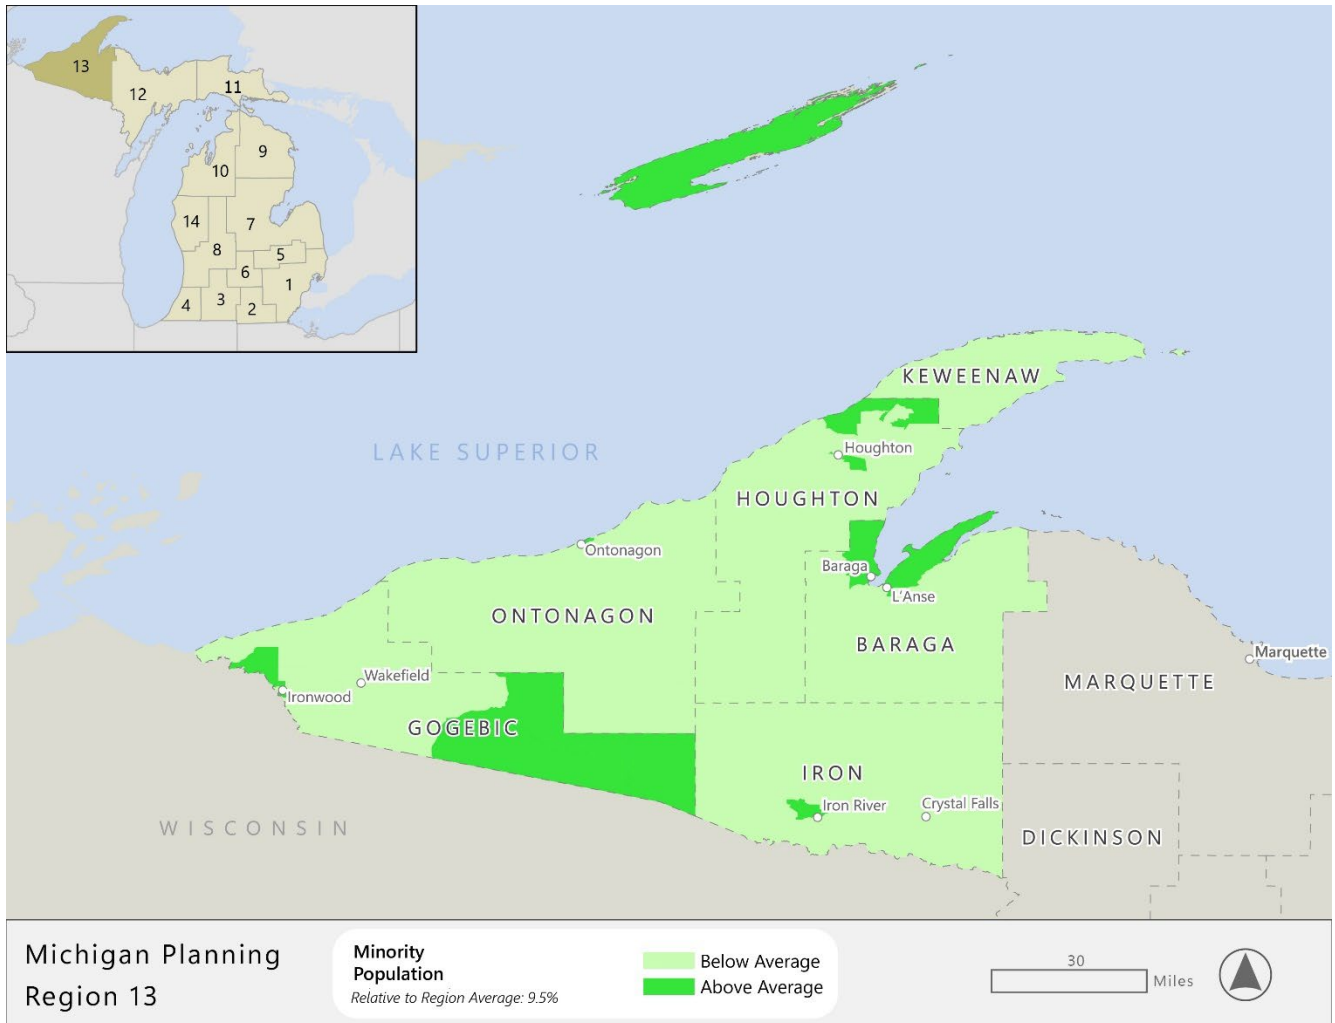 13
12
11
9
10
14
7
8
5
6
1
4
3
2
KEWEENAW
Houghton
LAKE SUPERIOR
HOUGHTON
Ontonagon
Baraga
L'Anse
ONTONAGON
BARAGA
Marquette
Wakefield
MARQUETTE
Ironwood
GOGEBIC
IRON
Iron River
Crystal Falls
WISCONSIN
DICKINSON
Michigan Planning
Region 13
Minority
Population
Relative to Region Average: 9.5%
Below Average
Above Average
30
Miles